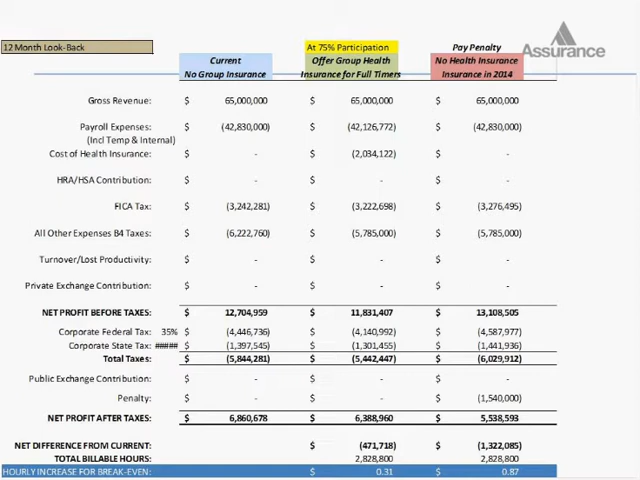 12 Month Look-Back
At 75% Participation
Pay Penalty
Assurance
Current
Offer Group Health
No Health Insurance
No Group Insurance
Insurance for Full Timers
Insurance in 2014
Gross Revenue: $ 65,000,000 $ 65,000,000 $ 65,000,000
Payroll Expenses: $ (42,830,000) $ (42,126,772) $ (42,830,000)
(Incl Temp & Internal)
Cost of Health Insurance: $ - $ (2,034,122) $ -
HRA/HSA Contribution: $ - $ - $ -
FICA Tax: $ (3,242,281) $ (3,222,698) $ (3,276,495)
All Other Expenses B4 Taxes: $ (6,222,760) $ (5,785,000) $ (5,785,000)
Turnover/Lost Productivity: $ - $ - $ -
Private Exchange Contribution: $ - $ - $ -
NET PROFIT BEFORE TAXES: $ 12,704,959 $ 11,831,407 $ 13,108,505
Corporate Federal Tax: 35% $ (4,446,736) $ (4,140,992) $ (4,587,977)
Corporate State Tax: ##### $ (1,397,545) $ (1,301,455) $ (1,441,936)
Total Taxes: $ (5,844,281) $ (5,442,447) $ (6,029,912)
Public Exchange Contribution: $ - $ - $ -
Penalty: $ - $ - $ (1,540,000)
NET PROFIT AFTER TAXES: $ 6,860,678 $ 6,388,960 $ 5,538,593
NET DIFFERENCE FROM CURRENT: $ (471,718) $ (1,322,085)
TOTAL BILLABLE HOURS: 2,828,800 2,828,800
HOURLY INCREASE FOR BREAK-EVEN: $ 0.31 $ 0.87